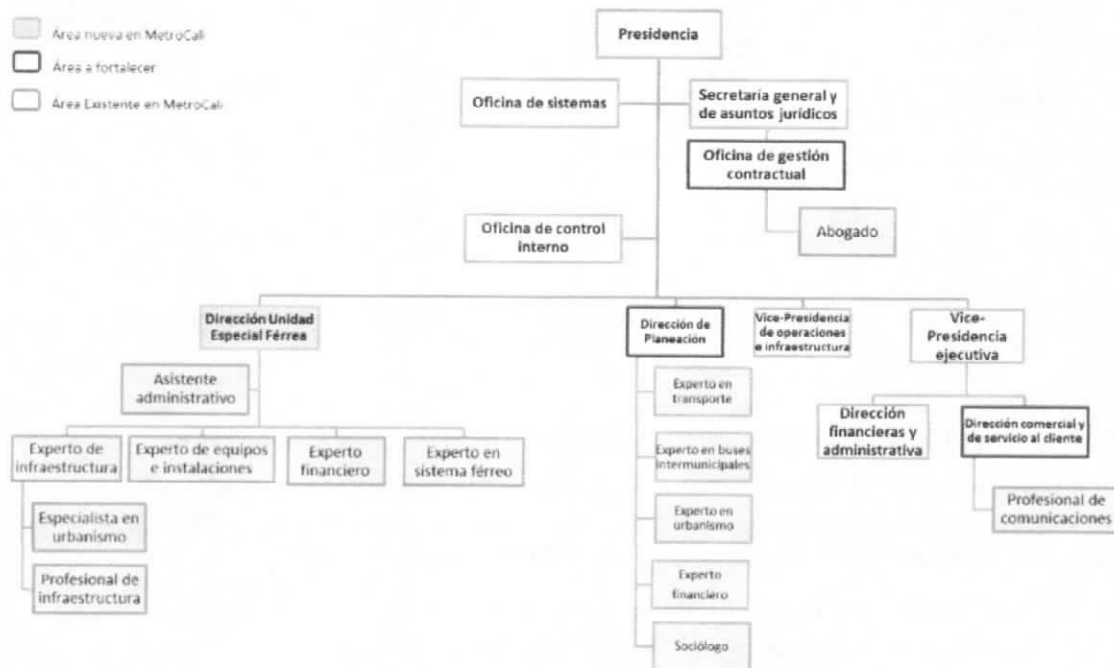 Área nueva en MetroCali
Área a fortalecer
Área Existente en MetroCali
Presidencia
Oficina de sistemas
Secretaría general y
de asuntos jurídicos
Oficina de gestión
contractual
Abogado
Oficina de control
interno
Dirección Unidad
Especial Férrea
Dirección de
Planeación
Vice-Presidencia
de operaciones
e infraestructura
Vice-
Presidencia
ejecutiva
Asistente
administrativo
Experto de
infraestructura
Experto de equipos
e instalaciones
Experto
financiero
Experto en
sistema férreo
Especialista en
urbanismo
Profesional de
infraestructura
Experto en
transporte
Experto en buses
intermunicipales
Experto en
urbanismo
Experto
financiero
Sociólogo
Dirección
financieras y
administrativa
Dirección comercial y
de servicio al cliente
Profesional de
comunicaciones